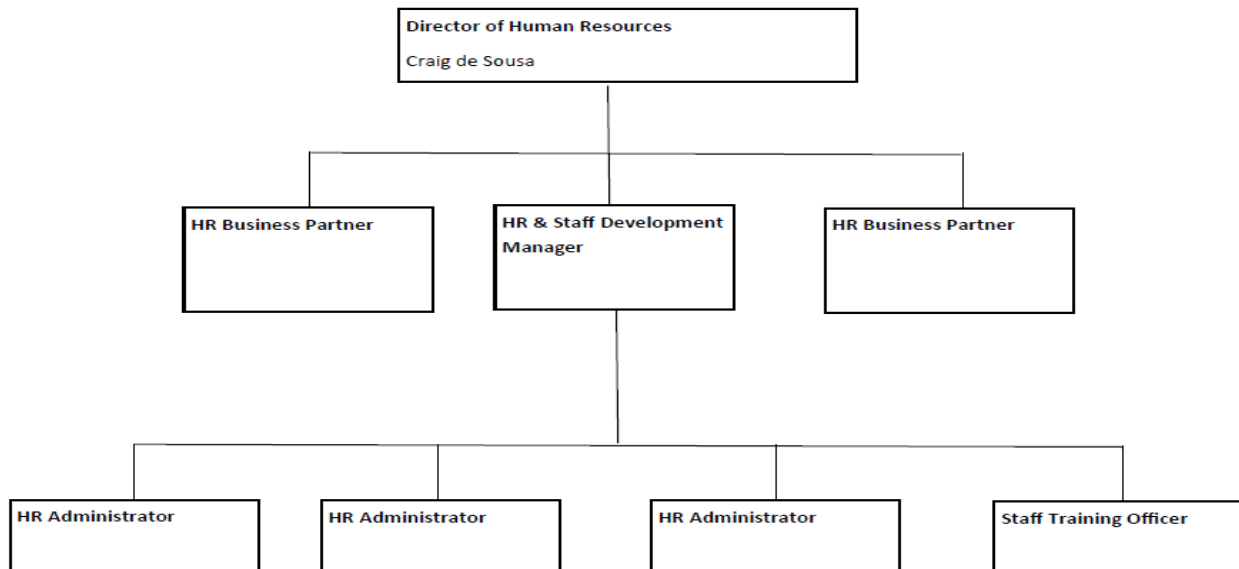 Director of Human Resources
Craig de Sousa
HR Business Partner
HR & Staff Development
Manager
HR Business Partner
HR Administrator
HR Administrator
HR Administrator
Staff Training Officer